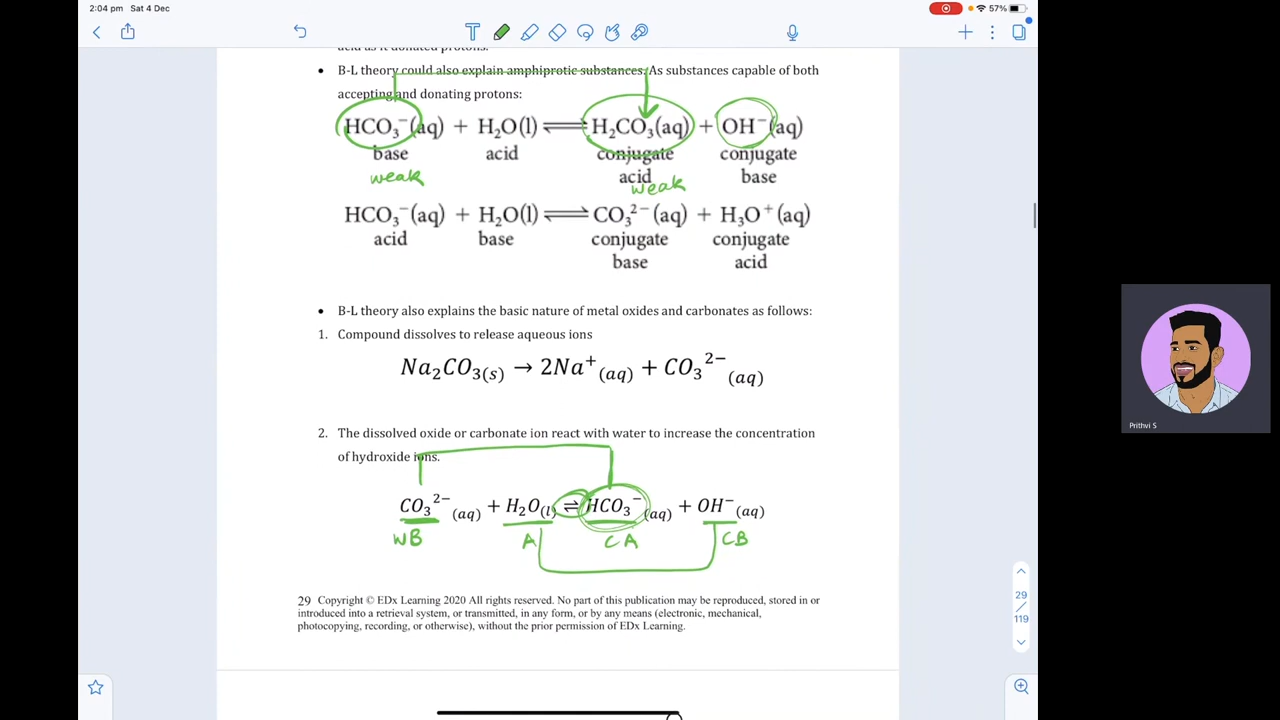 2:04 pm Sat 4 Dec
57%
acid as it donated protons.
• B-L theory could also explain amphiprotic substances. As substances capable of both
accepting and donating protons:
HCO₃⁻(aq) + H₂O(l) ⇌ H₂CO₃(aq) + OH⁻(aq)
base acid conjugate conjugate
acid base
weak weak
HCO₃⁻(aq) + H₂O(l) ⇌ CO₃²⁻(aq) + H₃O⁺(aq)
acid base conjugate conjugate
base acid
• B-L theory also explains the basic nature of metal oxides and carbonates as follows:
1. Compound dissolves to release aqueous ions
Na₂CO₃(s) → 2Na⁺(aq) + CO₃²⁻(aq)
2. The dissolved oxide or carbonate ion react with water to increase the concentration
of hydroxide ions.
CO₃²⁻(aq) + H₂O(l) ⇌ HCO₃⁻(aq) + OH⁻(aq)
WB A CA CB
29 Copyright © EDx Learning 2020 All rights reserved. No part of this publication may be reproduced, stored in or
introduced into a retrieval system, or transmitted, in any form, or by any means (electronic, mechanical,
photocopying, recording, or otherwise), without the prior permission of EDx Learning.
29
/
119
Prithvi S